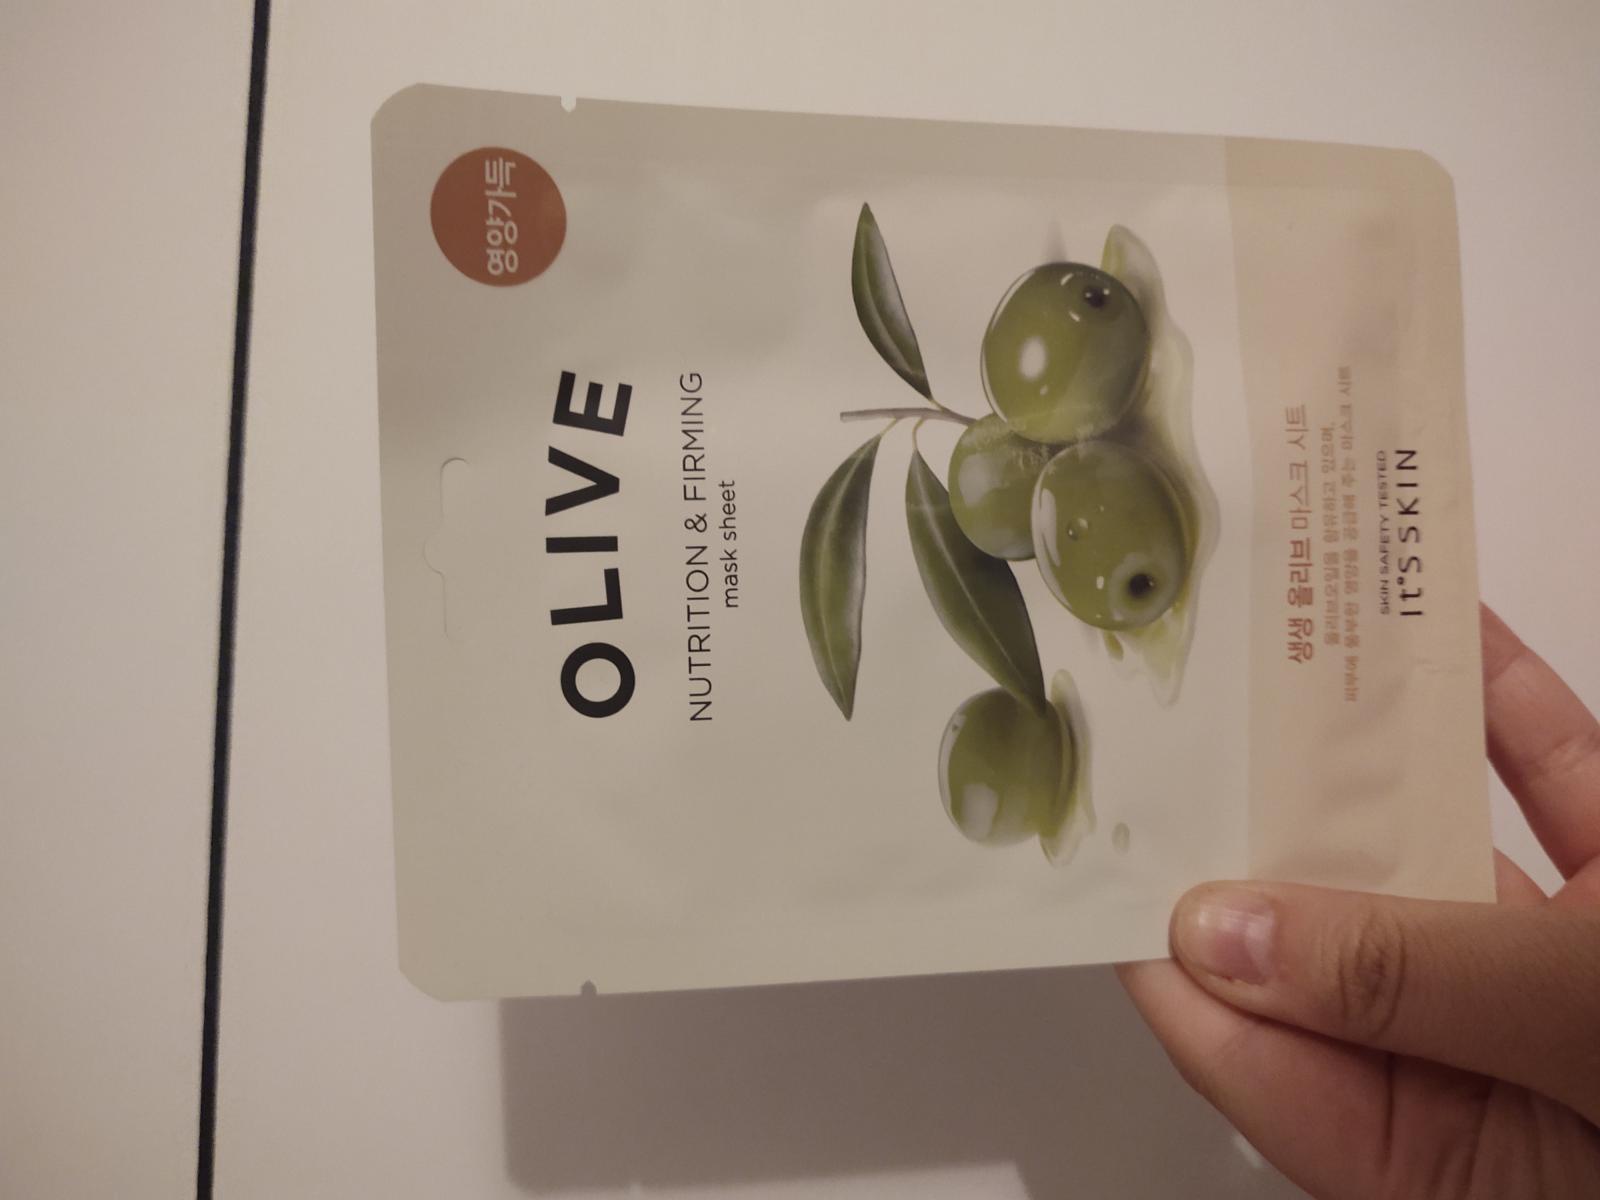 영양가득
OLIVE
NUTRITION & FIRMING
mask sheet
생생 올리브 마스크 시트
올리브오일을 함유하고 있으며,
피부에 풍부한 영양을 공급해 주는 마스크 시트
SKIN SAFETY TESTED
It'S SKIN